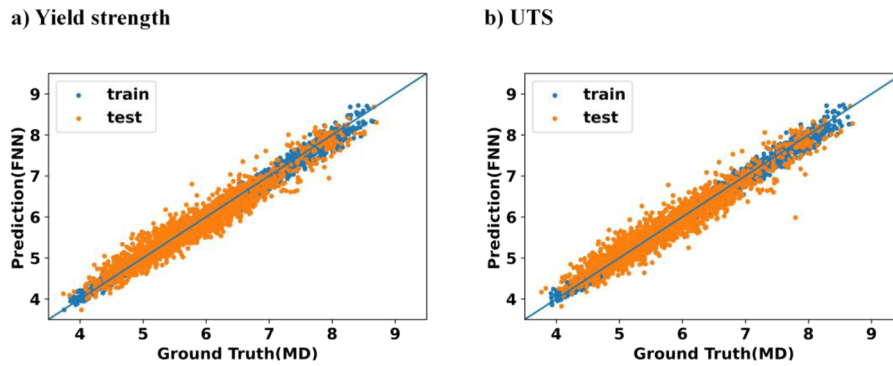 a) Yield strength
b) UTS
train
test
9
8
7
6
5
4
Prediction(FNN)
4 5 6 7 8 9
Ground Truth(MD)
train
test
9
8
7
6
5
4
Prediction(FNN)
4 5 6 7 8 9
Ground Truth(MD)